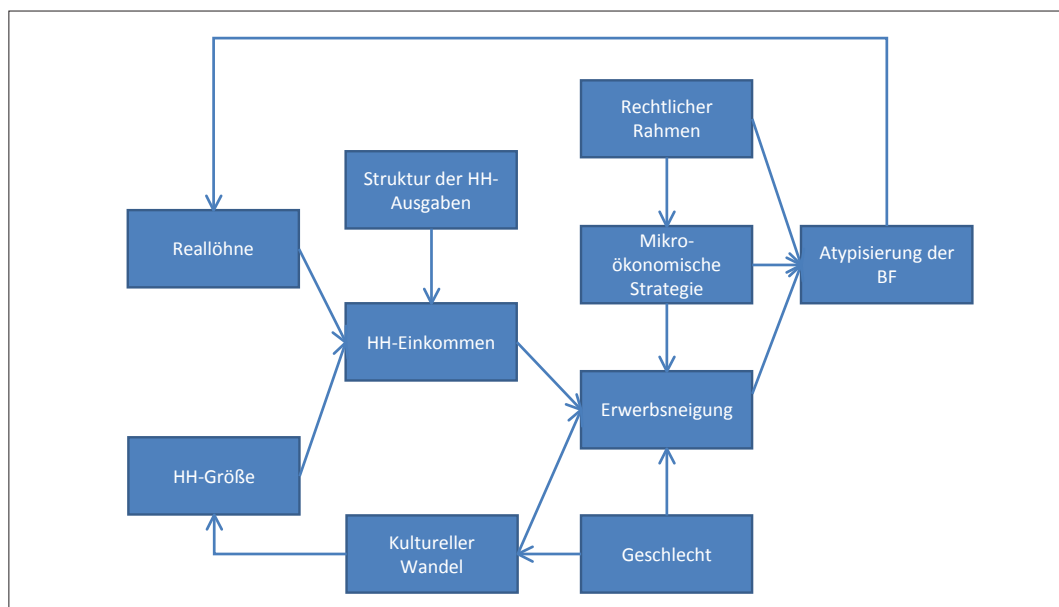 Rechtlicher
Rahmen
Struktur der HH-
Ausgaben
Reallöhne
Mikro-
ökonomische
Strategie
Atypisierung der
BF
HH-Einkommen
Erwerbsneigung
HH-Größe
Kultureller
Wandel
Geschlecht